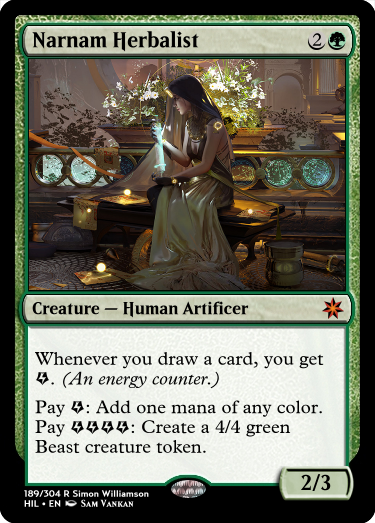 Narnam Herbalist 2
Creature — Human Artificer
Whenever you draw a card, you get
. (An energy counter.)
Pay : Add one mana of any color.
Pay : Create a 4/4 green
Beast creature token.
2/3
189/304 R Simon Williamson
HIL • EN Sam Vankan